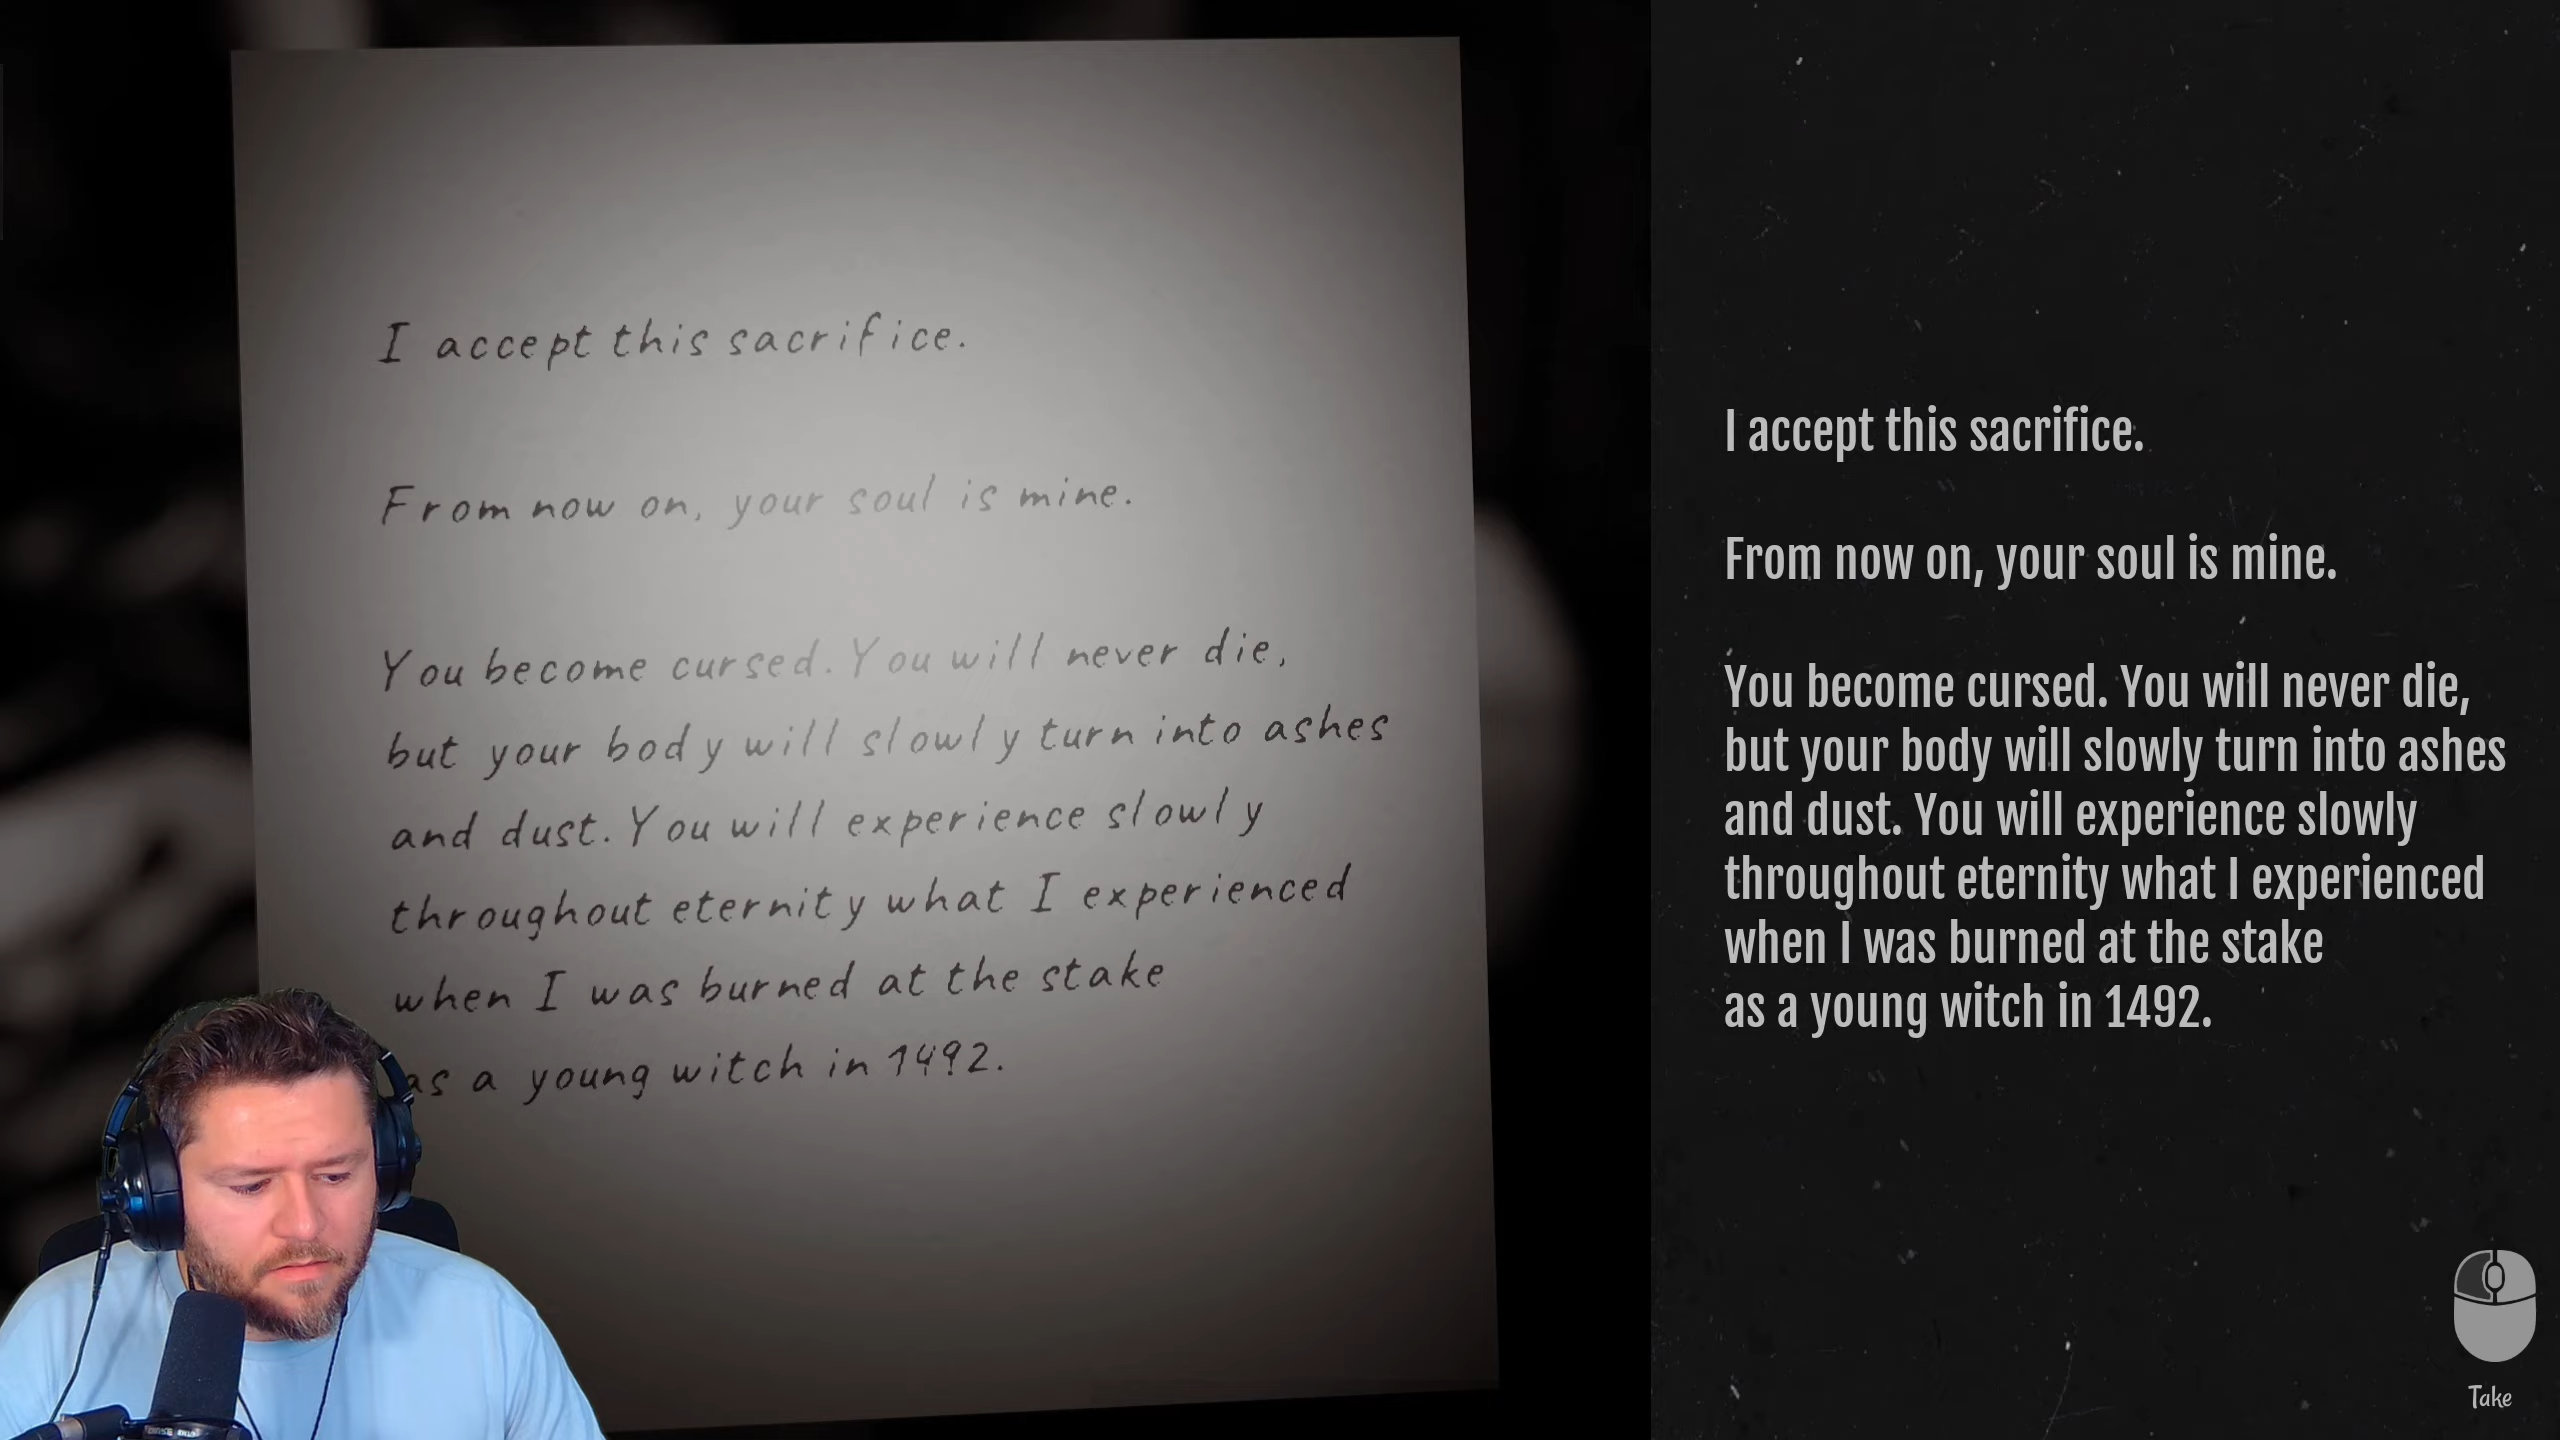 I accept this sacrifice.
From now on, your soul is mine.
You become cursed. You will never die,
but your body will slowly turn into ashes
and dust. You will experience slowly
throughout eternity what I experienced
when I was burned at the stake
as a young witch in 1492.
I accept this sacrifice.
From now on, your soul is mine.
You become cursed. You will never die,
but your body will slowly turn into ashes
and dust. You will experience slowly
throughout eternity what I experienced
when I was burned at the stake
as a young witch in 1492.
Take